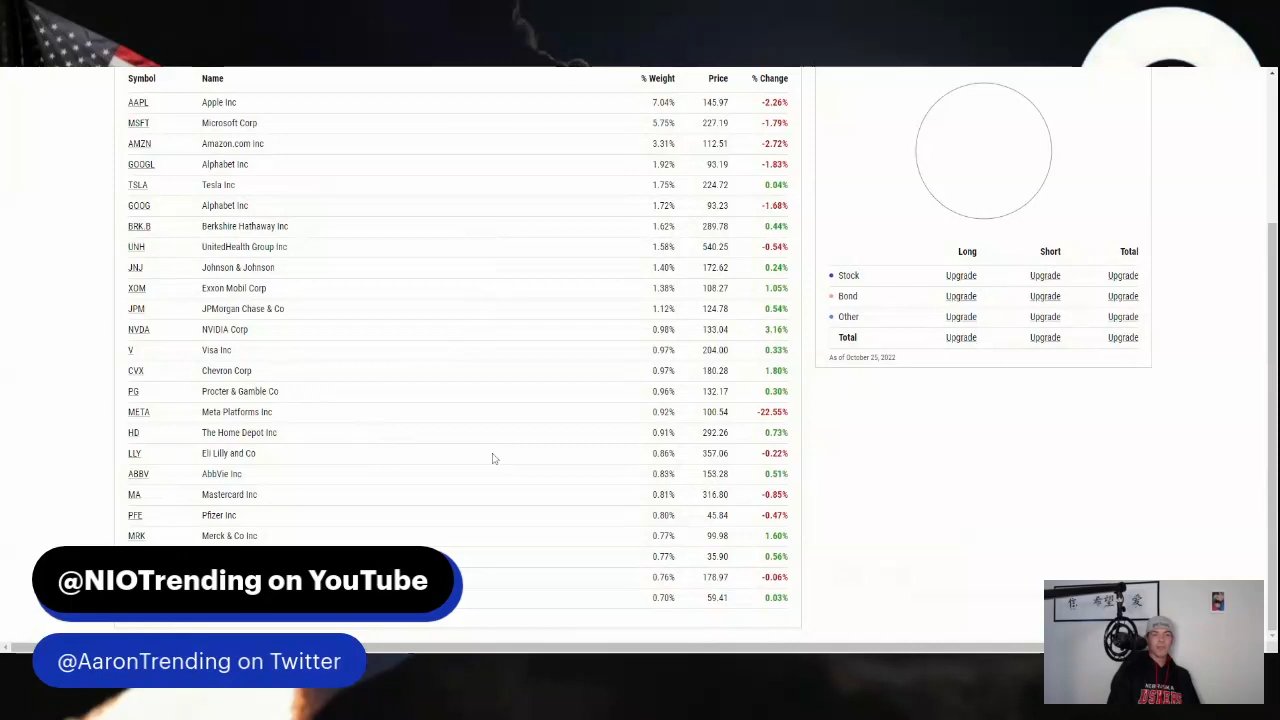 Symbol Name % Weight Price % Change
AAPL Apple Inc 7.04% 145.97 -2.26%
MSFT Microsoft Corp 5.75% 227.19 -1.79%
AMZN Amazon.com Inc 3.31% 112.51 -2.72%
GOOGL Alphabet Inc 1.92% 93.19 -1.83%
TSLA Tesla Inc 1.75% 224.72 0.04%
GOOG Alphabet Inc 1.72% 93.23 -1.68%
BRK.B Berkshire Hathaway Inc 1.62% 289.78 0.44%
UNH UnitedHealth Group Inc 1.58% 540.25 -0.54%
JNJ Johnson & Johnson 1.40% 172.62 0.24%
XOM Exxon Mobil Corp 1.38% 108.27 1.05%
JPM JPMorgan Chase & Co 1.12% 124.78 0.54%
NVDA NVIDIA Corp 0.98% 133.04 3.16%
V Visa Inc 0.97% 204.00 0.33%
CVX Chevron Corp 0.97% 180.28 1.80%
PG Procter & Gamble Co 0.96% 132.17 0.30%
META Meta Platforms Inc 0.92% 100.54 -22.55%
HD The Home Depot Inc 0.91% 292.26 0.73%
LLY Eli Lilly and Co 0.86% 357.06 -0.22%
ABBV AbbVie Inc 0.83% 153.28 0.51%
MA Mastercard Inc 0.81% 316.80 -0.85%
PFE Pfizer Inc 0.80% 45.84 -0.47%
MRK Merck & Co Inc 0.77% 99.98 1.60%
0.77% 35.90 0.56%
0.76% 178.97 -0.06%
0.70% 59.41 0.03%
Long Short Total
Stock Upgrade Upgrade Upgrade
Bond Upgrade Upgrade Upgrade
Other Upgrade Upgrade Upgrade
Total Upgrade Upgrade Upgrade
As of October 25, 2022
@NIOTrending on YouTube
@AaronTrending on Twitter
希望 愛